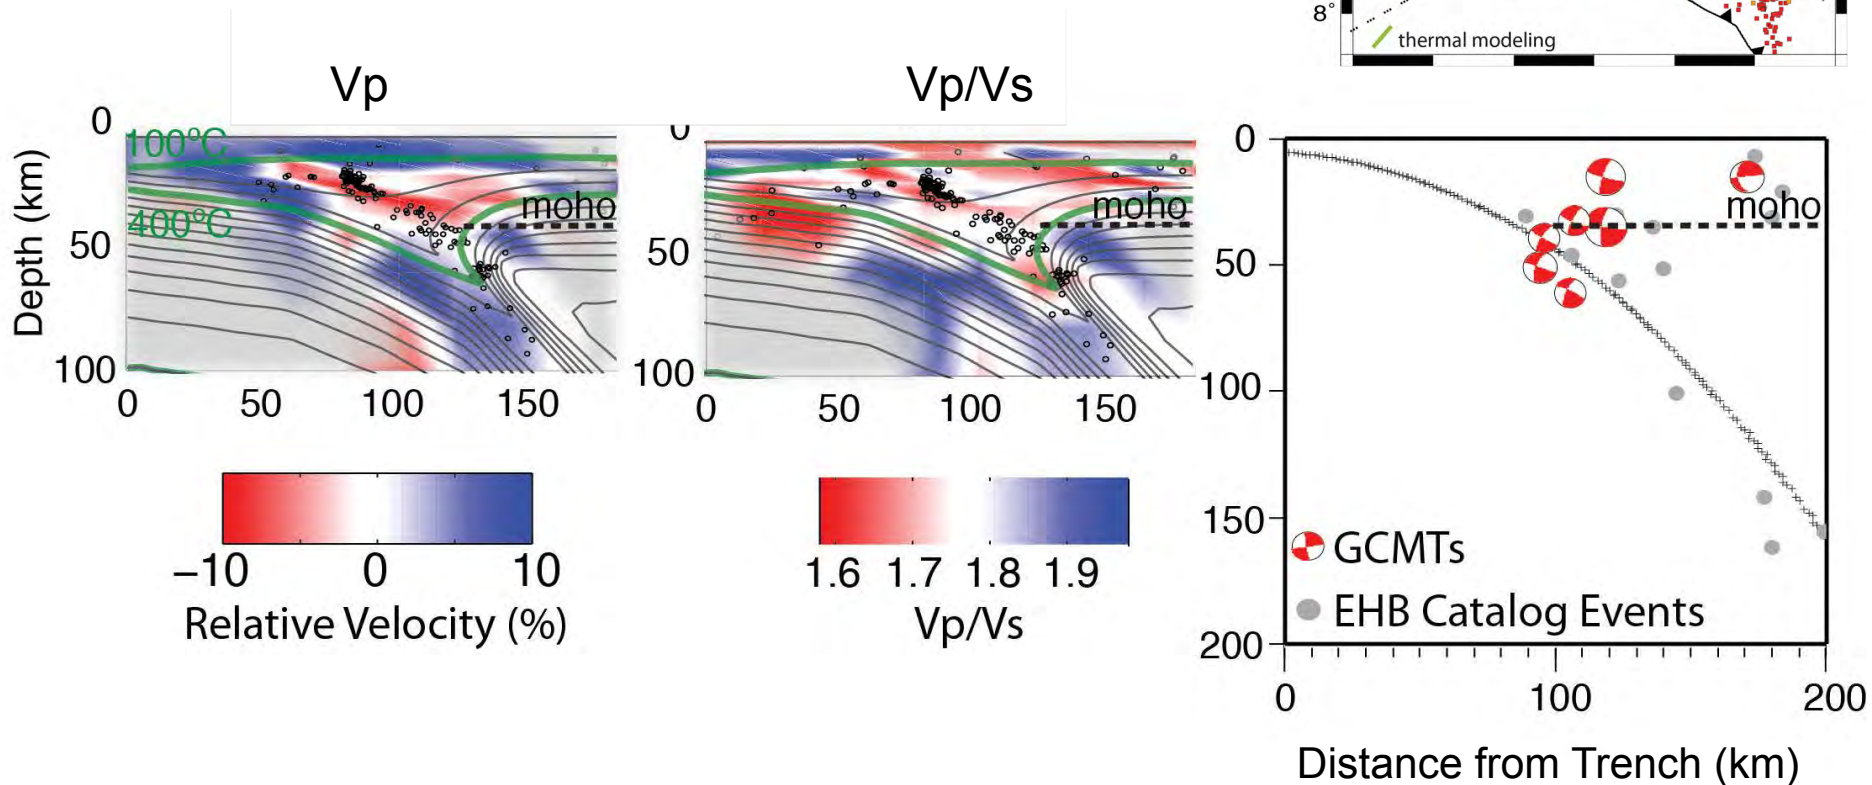 8°
thermal modeling
Vp
Vp/Vs
0
100°C
400°C
moho
50
100
Depth (km)
0 50 100 150
0
moho
50
100
0 50 100 150
−10 0 10
Relative Velocity (%)
1.6 1.7 1.8 1.9
Vp/Vs
0
moho
50
100
150
GCMTs
EHB Catalog Events
200
0 100 200
Distance from Trench (km)